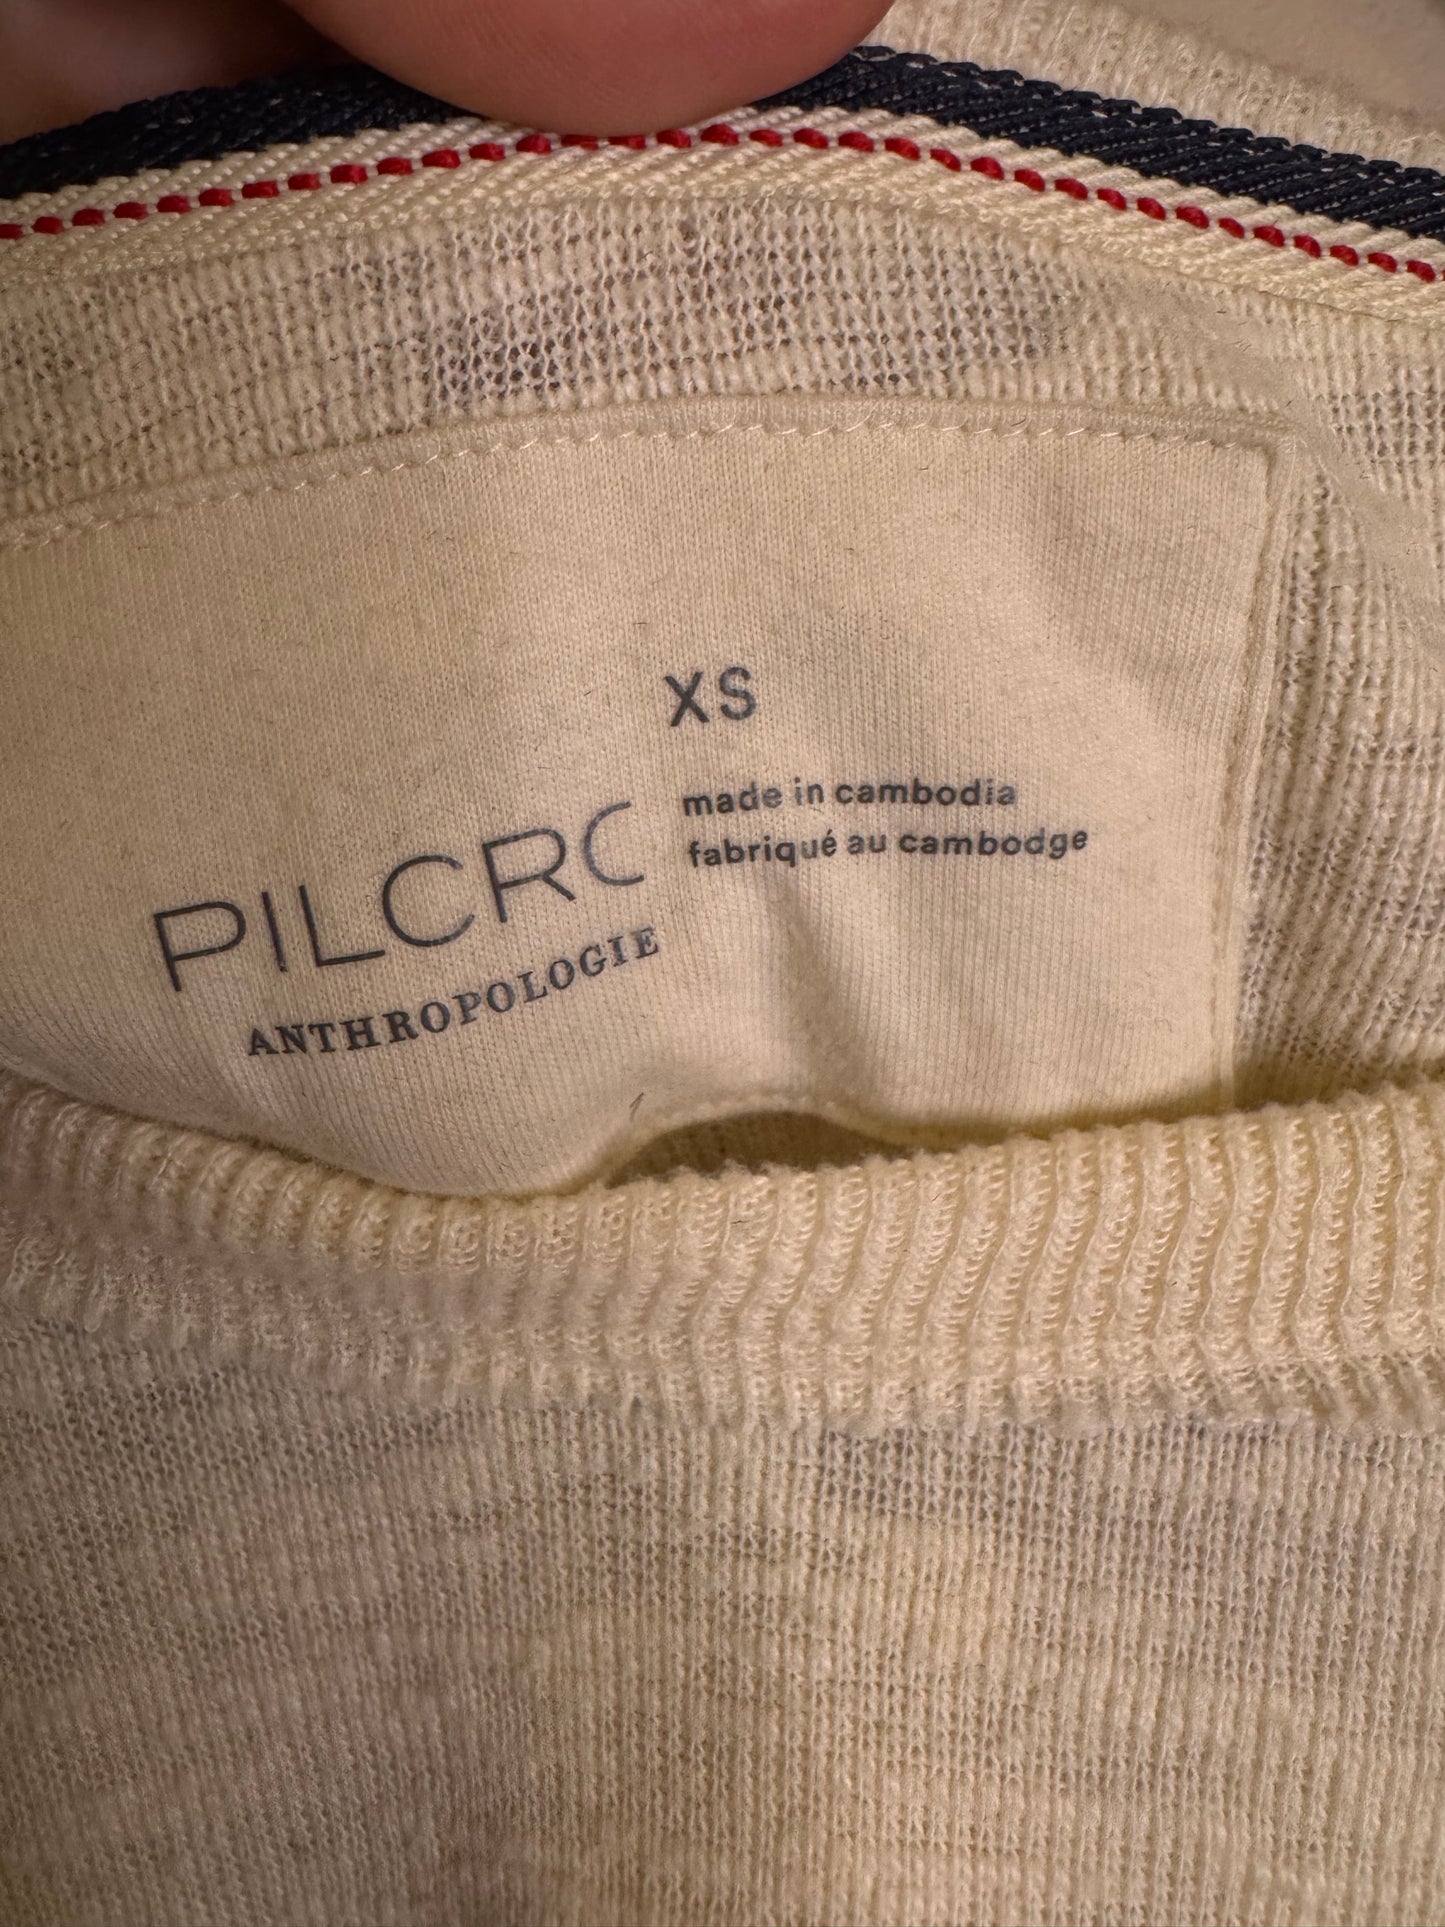 XS
made in cambodia
fabriqué au cambodge
PILCRO
ANTHROPOLOGIE